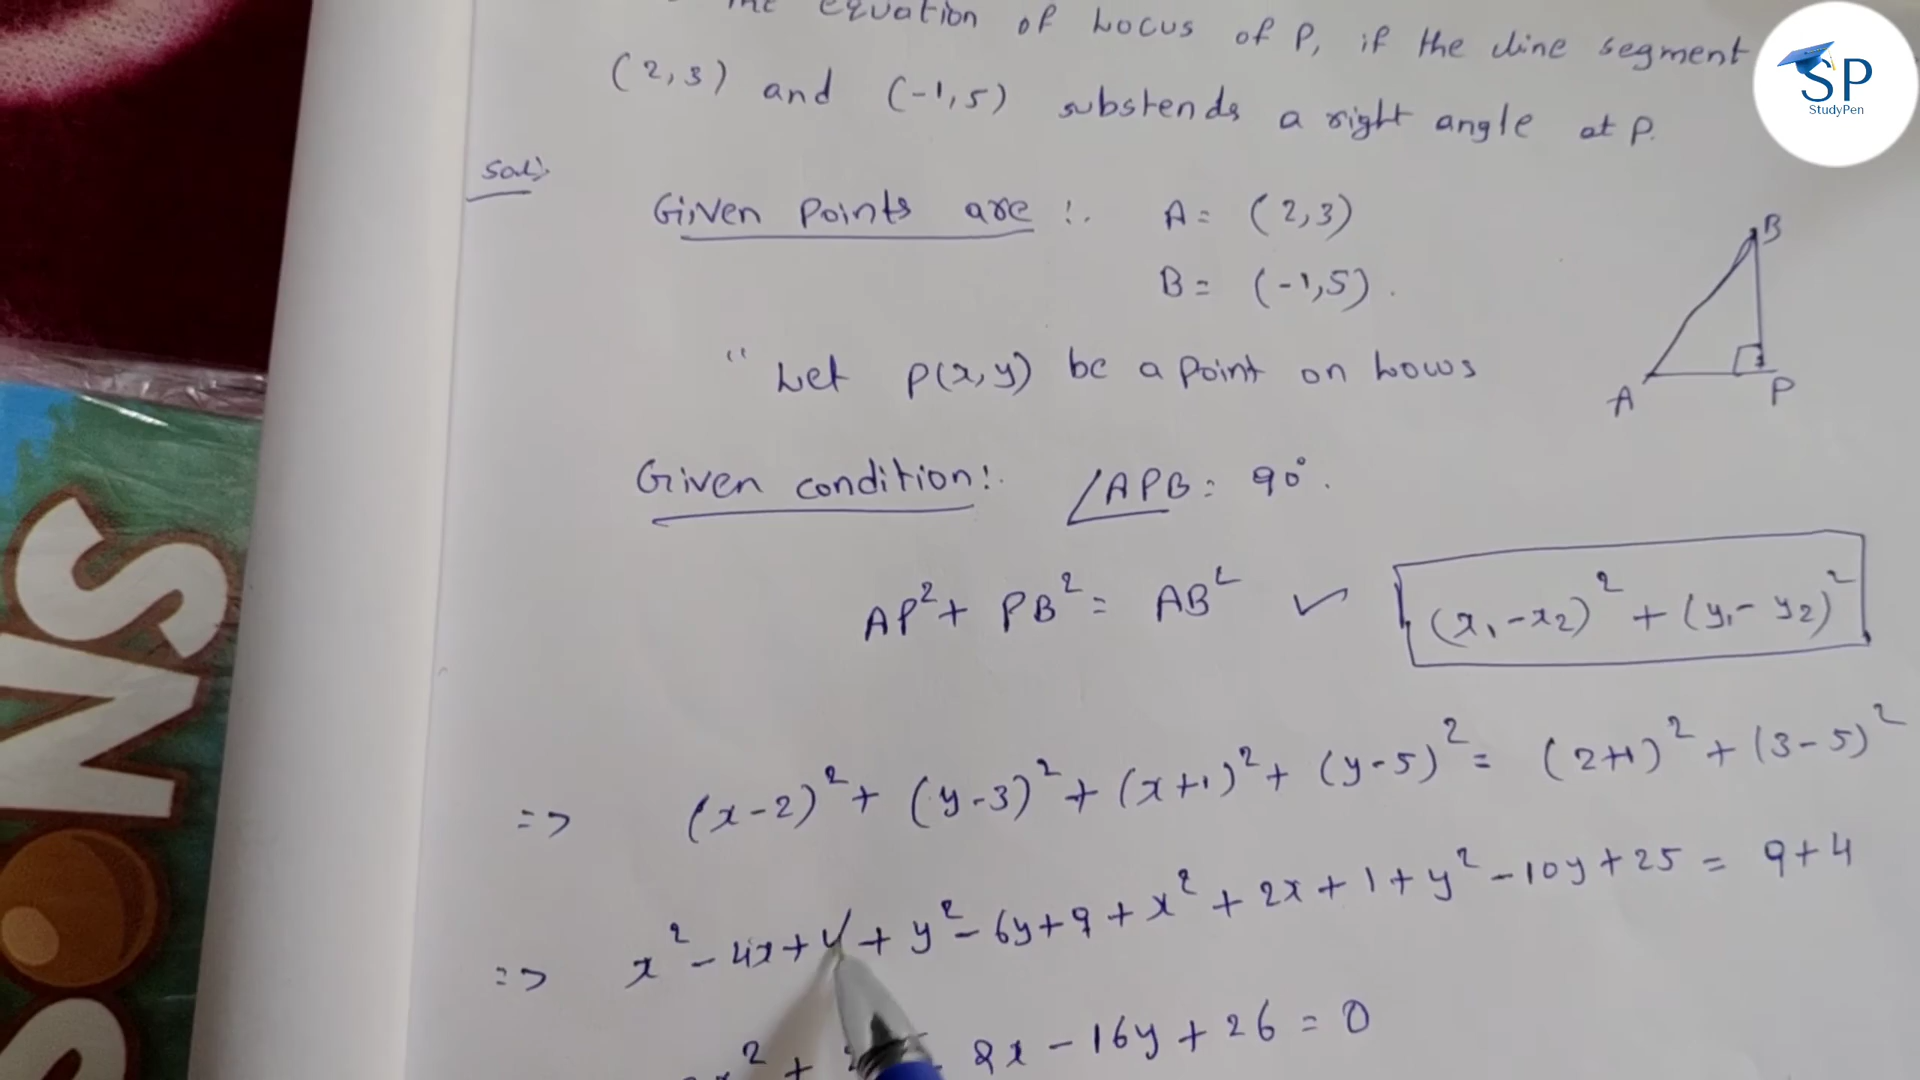 the equation of Locus of P, if the line segment
(2,3) and (-1,5) substends a right angle at P.
SP
StudyPen
Sol:
Given Points are :. A = (2,3)
B = (-1,5).
B
"Let P(x,y) be a point on Locus
A P
Given condition:. ∠APB = 90°.
AP² + PB² = AB² ✓ (x₁-x₂)² + (y₁-y₂)²
=> (x-2)² + (y-3)² + (x+1)² + (y-5)² = (2+1)² + (3-5)²
=> x² - 4x + 4 + y² - 6y + 9 + x² + 2x + 1 + y² - 10y + 25 = 9 + 4
x² + 2x - 16y + 26 = 0
SNS